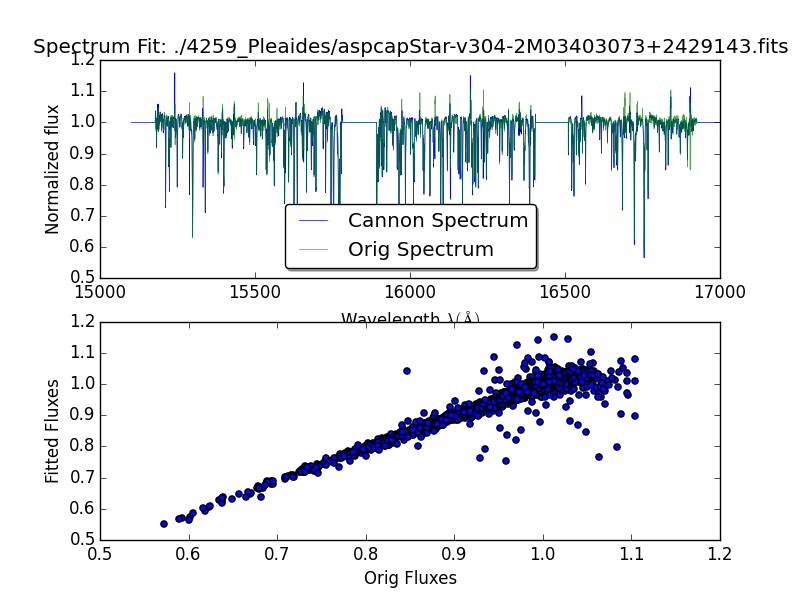 Spectrum Fit: ./4259_Pleaides/aspcapStar-v304-2M03403073+2429143.fits
1.2
1.1
1.0
0.9
0.8
0.7
0.6
0.5
Normalized flux
Cannon Spectrum
Orig Spectrum
15000 15500 16000 16500 17000
Wavelength λ(Å)
1.2
1.1
1.0
0.9
0.8
0.7
0.6
0.5
Fitted Fluxes
0.5 0.6 0.7 0.8 0.9 1.0 1.1 1.2
Orig Fluxes